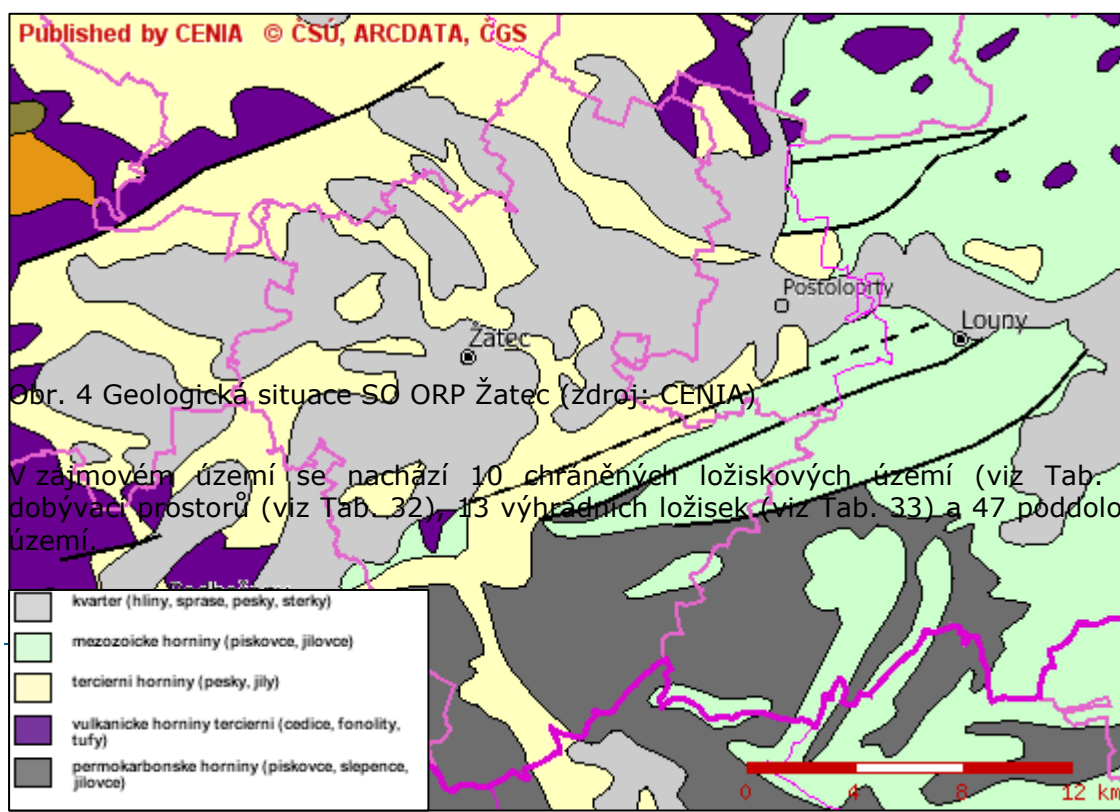 Published by CENIA © ČSÚ, ARCDATA, ČGS
Postoloprty
Louny
Žatec
Obr. 4 Geologická situace SO ORP Žatec (zdroj: CENIA)
V zájmovém území se nachází 10 chráněných ložiskových území (viz Tab.
dobývací prostorů (viz Tab. 32), 13 výhradních ložisek (viz Tab. 33) a 47 poddolo
území.
kvarter (hliny, sprase, pesky, sterky)
mezozoicke horniny (piskovce, jilovce)
tercierni horniny (pesky, jily)
vulkanicke horniny tercierni (cedice, fonolity,
tufy)
permokarbonske horniny (piskovce, slepence,
jilovce)
0 4 8 12 km